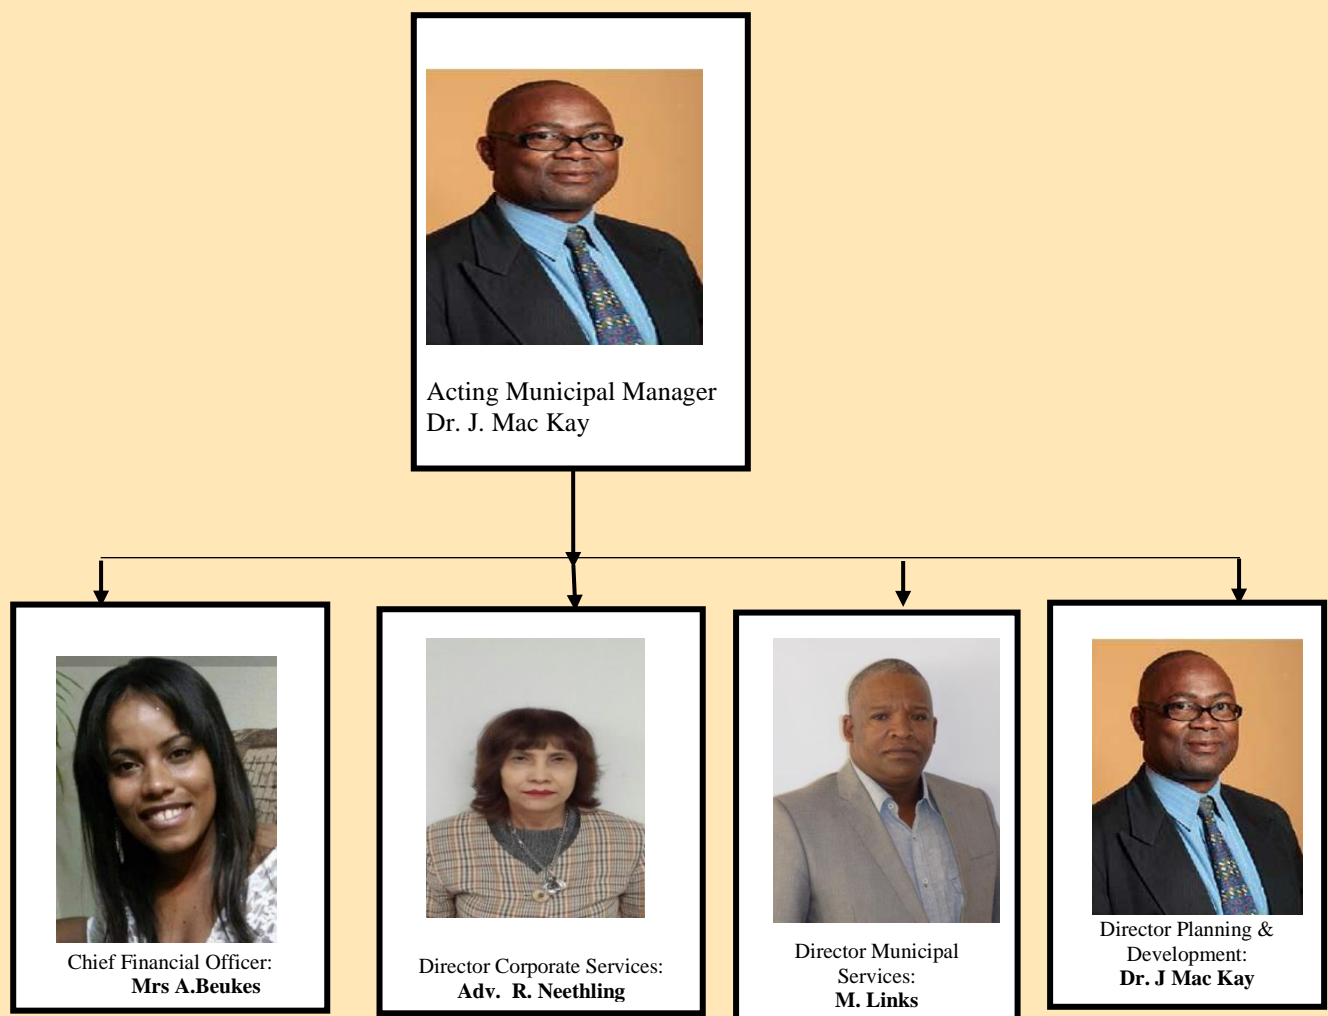 Acting Municipal Manager
Dr. J. Mac Kay
Chief Financial Officer:
Mrs A.Beukes
Director Corporate Services:
Adv. R. Neethling
Director Municipal
Services:
M. Links
Director Planning &
Development:
Dr. J Mac Kay